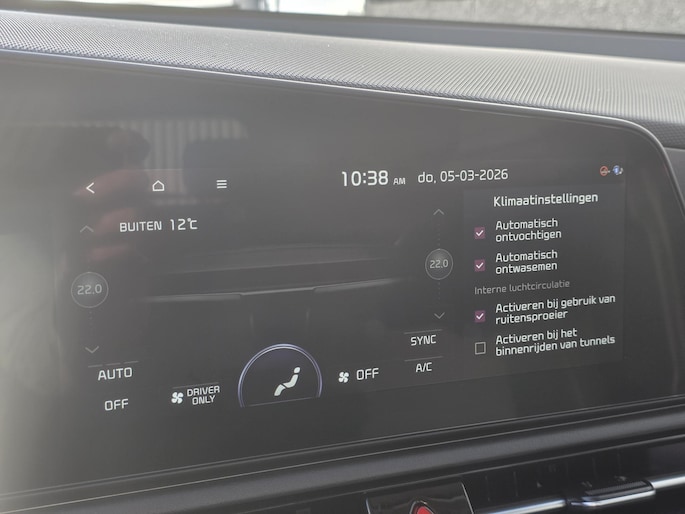 10:38 AM do, 05-03-2026
BUITEN 12°C
22.0
22.0
AUTO
OFF
DRIVER
ONLY
OFF
SYNC
A/C
Klimaatinstellingen
Automatisch
ontvochtigen
Automatisch
ontwasemen
Interne luchtcirculatie
Activeren bij gebruik van
ruitensproeier
Activeren bij het
binnenrijden van tunnels